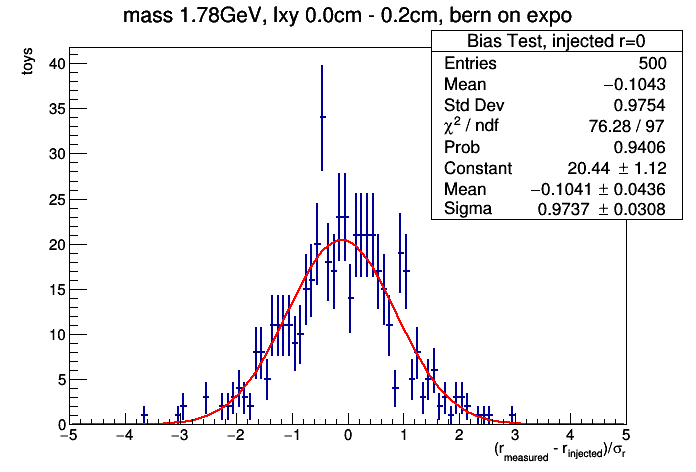 mass 1.78GeV, lxy 0.0cm - 0.2cm, bern on expo
Bias Test, injected r=0
Entries 500
Mean −0.1043
Std Dev 0.9754
χ² / ndf 76.28 / 97
Prob 0.9406
Constant 20.44 ± 1.12
Mean −0.1041 ± 0.0436
Sigma 0.9737 ± 0.0308
toys
40
35
30
25
20
15
10
5
0
−5 −4 −3 −2 −1 0 1 2 3 4 5
(r_measured - r_injected)/σ_r